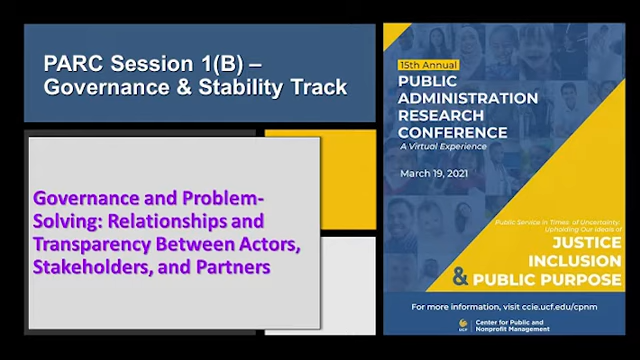 PARC Session 1(B) –
Governance & Stability Track
Governance and Problem-
Solving: Relationships and
Transparency Between Actors,
Stakeholders, and Partners
15th Annual
PUBLIC
ADMINISTRATION
RESEARCH
CONFERENCE
A Virtual Experience
March 19, 2021
Public Service in Times of Uncertainty:
Upholding Our Ideals of
JUSTICE
INCLUSION
& PUBLIC PURPOSE
For more information, visit ccie.ucf.edu/cpnm
UCF
Center for Public and
Nonprofit Management